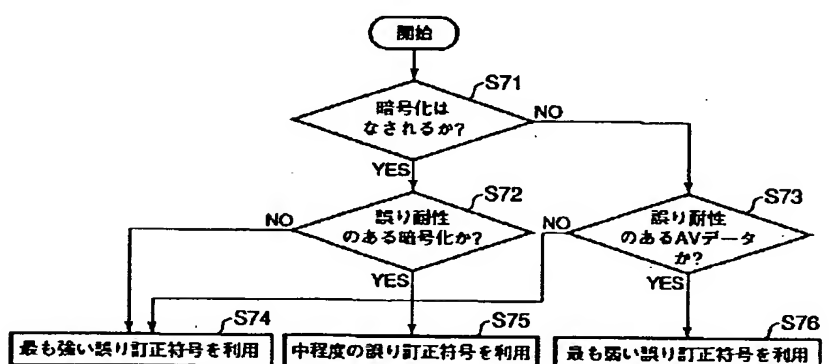 開始
S71
暗号化は
なされるか?
NO
YES
S72
誤り耐性
のある暗号化か?
NO
YES
S73
誤り耐性
のあるAVデータ
か?
NO
YES
S74
最も強い誤り訂正符号を利用
S75
中程度の誤り訂正符号を利用
S76
最も弱い誤り訂正符号を利用